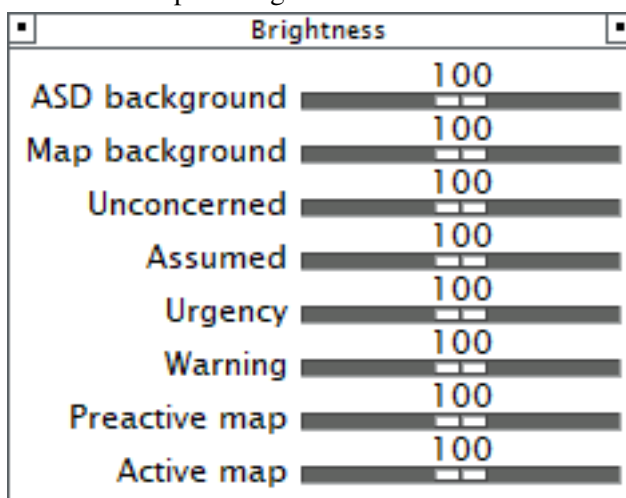 Brightness
100
ASD background
100
Map background
100
Unconcerned
100
Assumed
100
Urgency
100
Warning
100
Preactive map
100
Active map